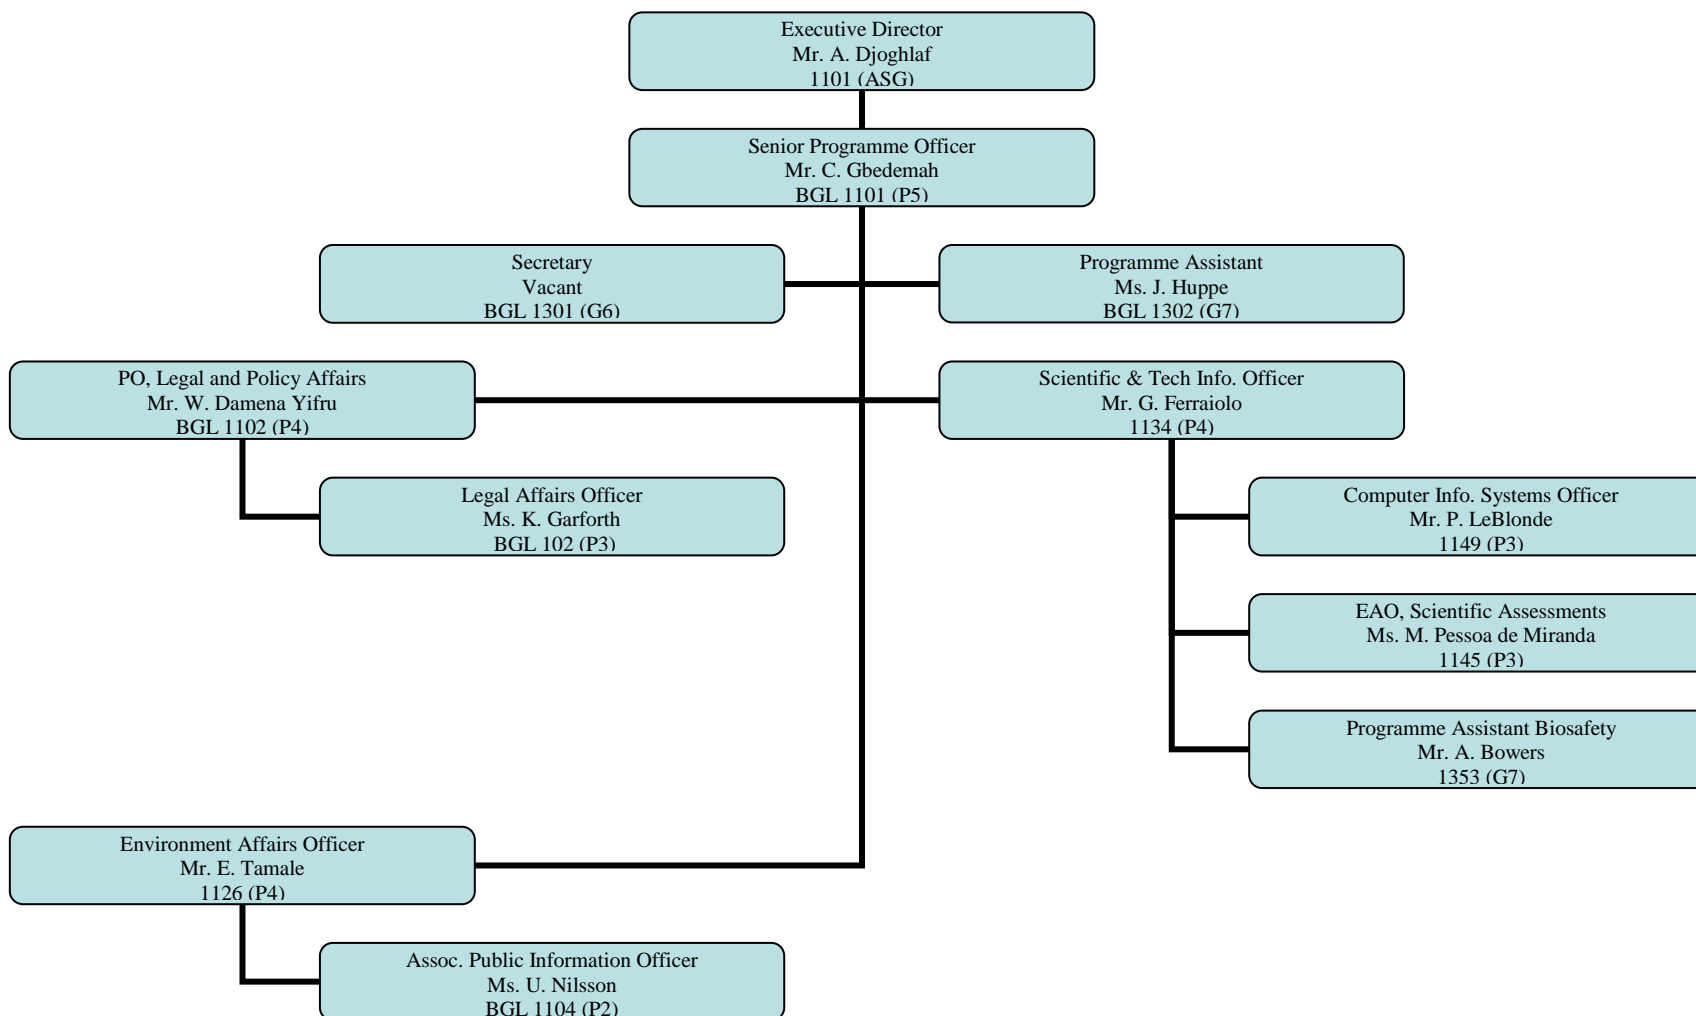 Executive Director
Mr. A. Djoghlaf
1101 (ASG)
Senior Programme Officer
Mr. C. Gbedemah
BGL 1101 (P5)
Secretary
Vacant
BGL 1301 (G6)
Programme Assistant
Ms. J. Huppe
BGL 1302 (G7)
PO, Legal and Policy Affairs
Mr. W. Damena Yifru
BGL 1102 (P4)
Scientific & Tech Info. Officer
Mr. G. Ferraiolo
1134 (P4)
Legal Affairs Officer
Ms. K. Garforth
BGL 102 (P3)
Computer Info. Systems Officer
Mr. P. LeBlonde
1149 (P3)
EAO, Scientific Assessments
Ms. M. Pessoa de Miranda
1145 (P3)
Programme Assistant Biosafety
Mr. A. Bowers
1353 (G7)
Environment Affairs Officer
Mr. E. Tamale
1126 (P4)
Assoc. Public Information Officer
Ms. U. Nilsson
BGL 1104 (P2)